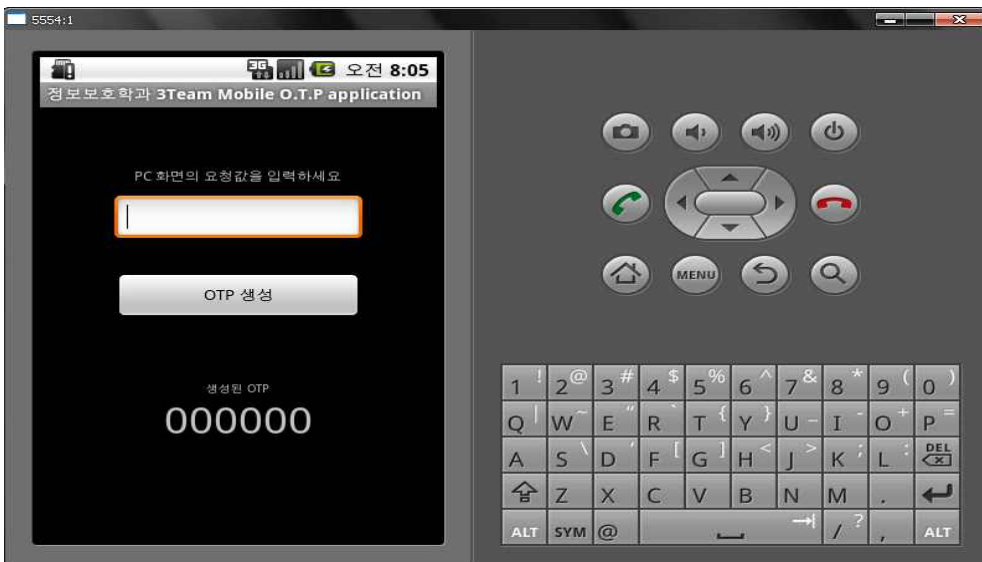 5554:1
3G 오전 8:05
정보보호학과 3Team Mobile O.T.P application
PC 화면의 요청값을 입력하세요
OTP 생성
생성된 OTP
000000
MENU
1 ! 2 @ 3 # 4 $ 5 % 6 ^ 7 & 8 * 9 ( 0 )
Q | W ~ E " R ` T { Y } U _ I - O + P =
A S \ D ' F [ G ] H < J > K ; L : DEL
Z X C V B N M .
ALT SYM @ / ? , ALT